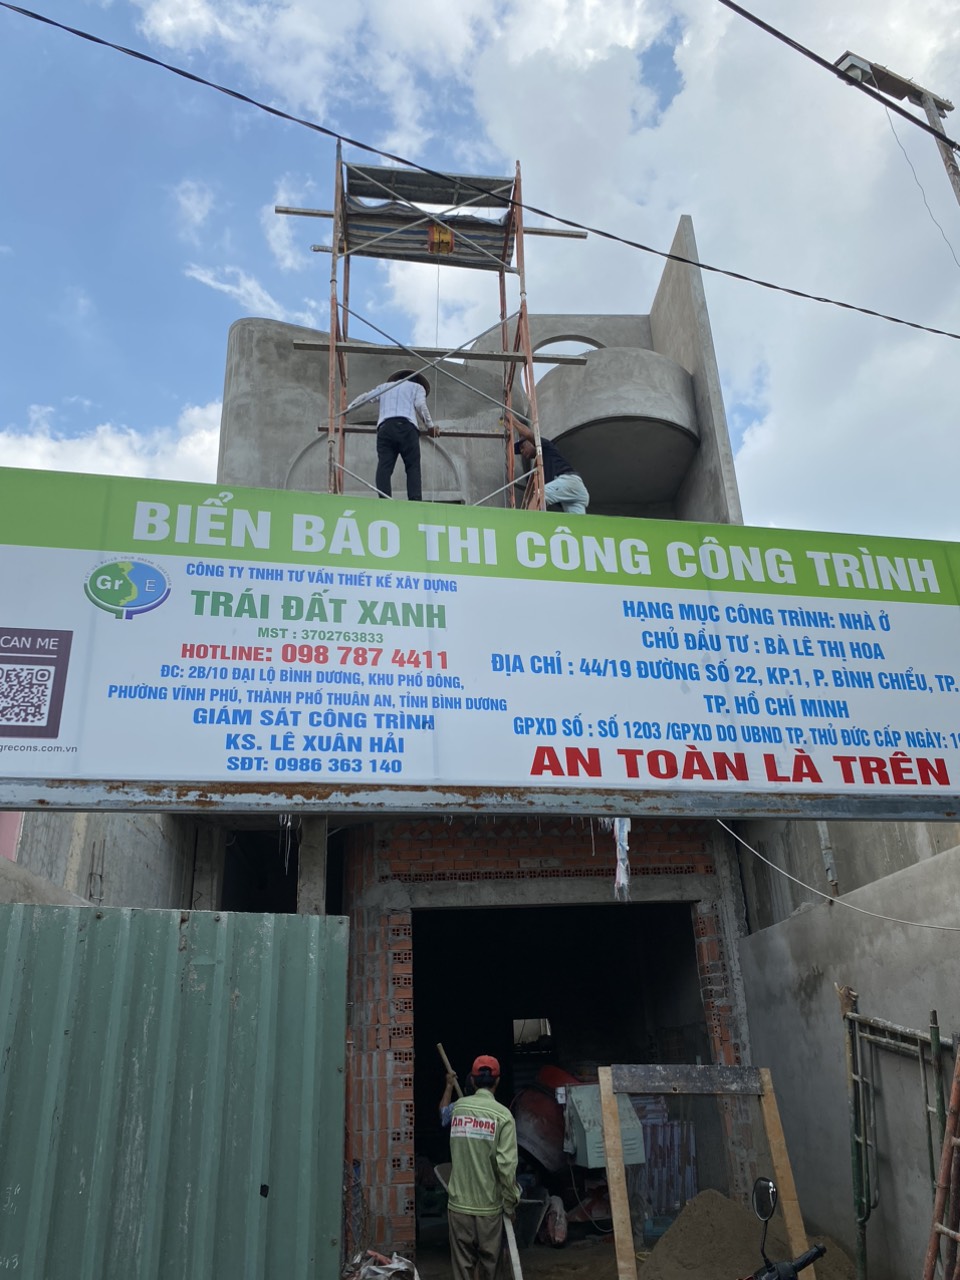 BIỂN BÁO THI CÔNG CÔNG TRÌNH
Gr E
CÔNG TY TNHH TƯ VẤN THIẾT KẾ XÂY DỰNG
TRÁI ĐẤT XANH
MST : 3702763833
HOTLINE: 098 787 4411
ĐC: 2B/10 ĐẠI LỘ BÌNH DƯƠNG, KHU PHỐ ĐÔNG,
PHƯỜNG VĨNH PHÚ, THÀNH PHỐ THUẬN AN, TỈNH BÌNH DƯƠNG
GIÁM SÁT CÔNG TRÌNH
KS. LÊ XUÂN HẢI
SĐT: 0986 363 140
CAN ME
grecons.com.vn
HẠNG MỤC CÔNG TRÌNH: NHÀ Ở
CHỦ ĐẦU TƯ : BÀ LÊ THỊ HOA
ĐỊA CHỈ : 44/19 ĐƯỜNG SỐ 22, KP.1, P. BÌNH CHIỂU, TP.
TP. HỒ CHÍ MINH
GPXD SỐ : SỐ 1203 /GPXD DO UBND TP. THỦ ĐỨC CẤP NGÀY: 1
AN TOÀN LÀ TRÊN
An Phong